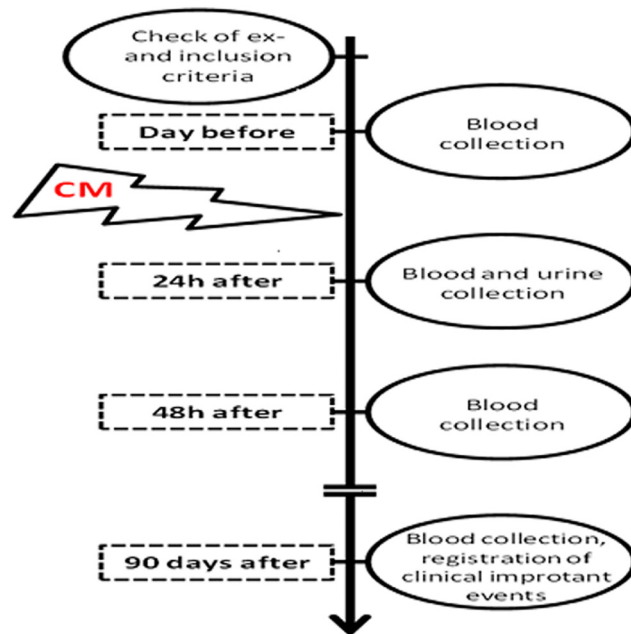 Check of ex-
and inclusion
criteria
Day before
Blood
collection
CM
24h after
Blood and urine
collection
48h after
Blood
collection
90 days after
Blood collection,
registration of
clinical improtant
events